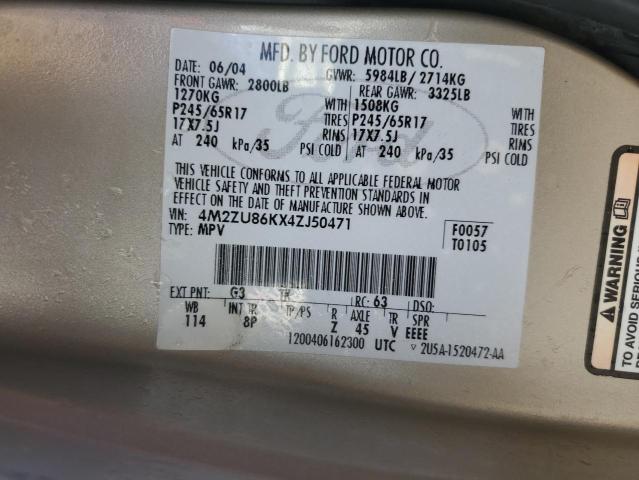 MFD. BY FORD MOTOR CO.
DATE: 06/04 GVWR: 5984LB/ 2714KG
FRONT GAWR: 2800LB REAR GAWR: 3325LB
1270KG WITH 1508KG WITH
P245/65R17 TIRES P245/65R17 TIRES
17X7.5J RIMS 17X7.5J RIMS
AT 240 kPa/35 PSI COLD AT 240 kPa/35 PSI COLD
THIS VEHICLE CONFORMS TO ALL APPLICABLE FEDERAL MOTOR
VEHICLE SAFETY AND THEFT PREVENTION STANDARDS IN
EFFECT ON THE DATE OF MANUFACTURE SHOWN ABOVE.
VIN: 4M2ZU86KX4ZJ50471 F0057
TYPE: MPV T0105
EXT PNT: G3 RC: 63 DSO:
WB INT TR TP/PS R AXLE TR SPR
114 8P Z 45 V EEEE
1200406162300 UTC 2U5A-1520472-AA
Ford
TO AVOID SERIOUS